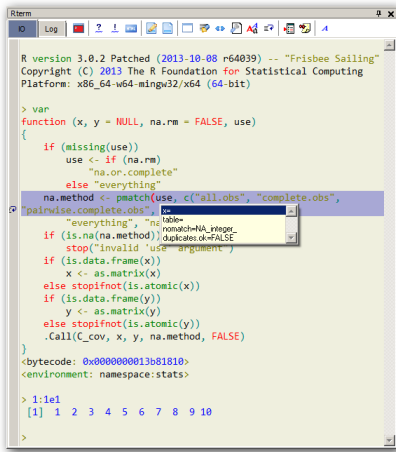 Rterm
IO Log
R version 3.0.2 Patched (2013-10-08 r64039) -- "Frisbee Sailing"
Copyright (C) 2013 The R Foundation for Statistical Computing
Platform: x86_64-w64-mingw32/x64 (64-bit)
> var
function (x, y = NULL, na.rm = FALSE, use)
{
if (missing(use))
use <- if (na.rm)
"na.or.complete"
else "everything"
na.method <- pmatch(use, c("all.obs", "complete.obs",
"pairwise.complete.obs",
x=
table=
nomatch=NA_integer_
duplicates.ok=FALSE
"everything", "na
if (is.na(na.method))
stop("invalid 'use' argument")
if (is.data.frame(x))
x <- as.matrix(x)
else stopifnot(is.atomic(x))
if (is.data.frame(y))
y <- as.matrix(y)
else stopifnot(is.atomic(y))
.Call(C_cov, x, y, na.method, FALSE)
}
<bytecode: 0x0000000013b81810>
<environment: namespace:stats>
> 1:1e1
[1] 1 2 3 4 5 6 7 8 9 10
>